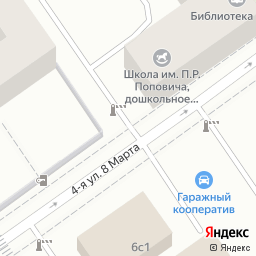 Библиотека
Школа им. П.Р.
Поповича,
дошкольное...
4-я ул. 8 Марта
Гаражный
кооператив
6с1
Яндекс